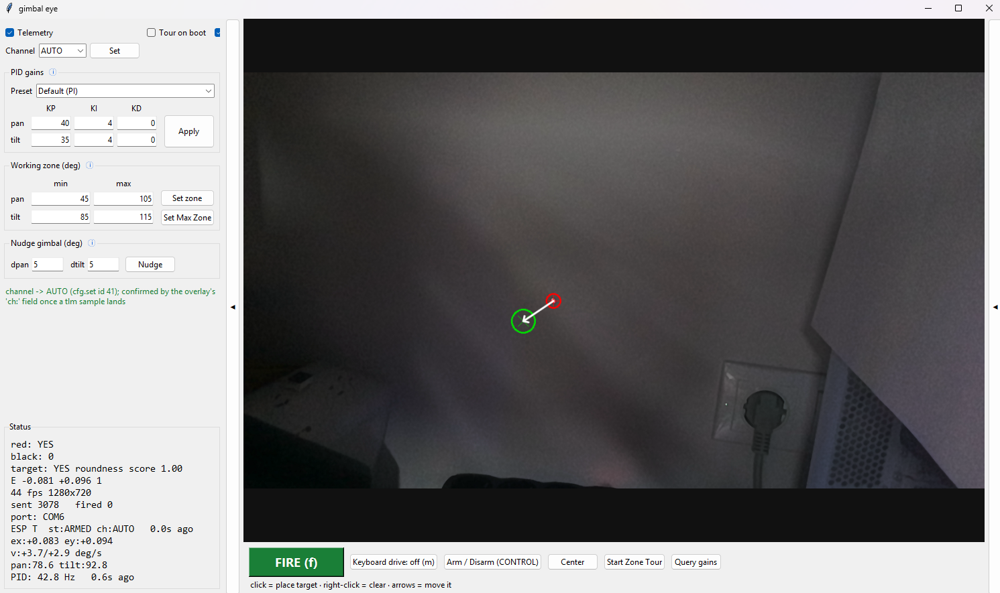 gimbal eye
Telemetry
Tour on boot
Channel AUTO Set
PID gains
Preset Default (PI)
KP KI KD
pan 40 4 0
Apply
tilt 35 4 0
Working zone (deg)
min max
pan 45 105 Set zone
tilt 85 115 Set Max Zone
Nudge gimbal (deg)
dpan 5 dtilt 5 Nudge
channel -> AUTO (cfg.set id 41); confirmed by the overlay's
'ch:' field once a tlm sample lands
Status
red: YES
black: 0
target: YES roundness score 1.00
E -0.081 +0.096 1
44 fps 1280x720
sent 3078 fired 0
port: COM6
ESP T st:ARMED ch:AUTO 0.0s ago
ex:+0.083 ey:+0.094
v:+3.7/+2.9 deg/s
pan:78.6 tilt:92.8
PID: 42.8 Hz 0.6s ago
FIRE (f) Keyboard drive: off (m) Arm / Disarm (CONTROL) Center Start Zone Tour Query gains
click = place target · right-click = clear · arrows = move it